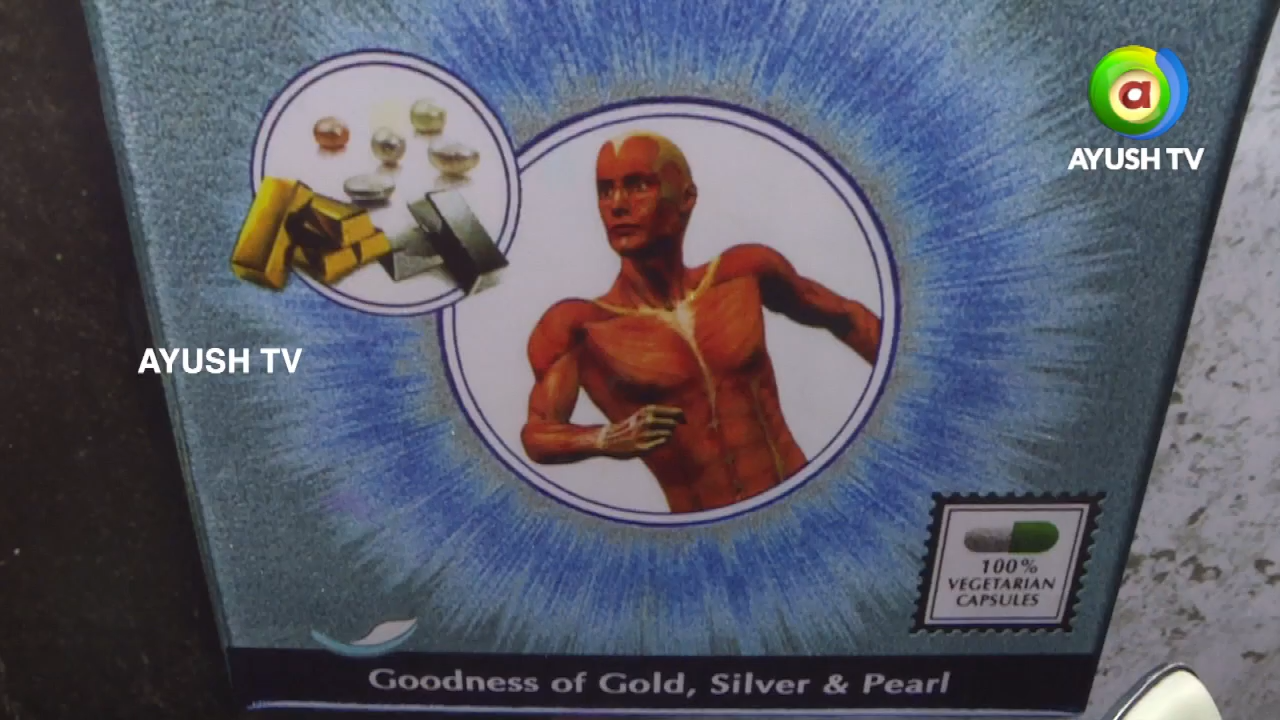 a
AYUSH TV
AYUSH TV
100%
VEGETARIAN
CAPSULES
Goodness of Gold, Silver & Pearl